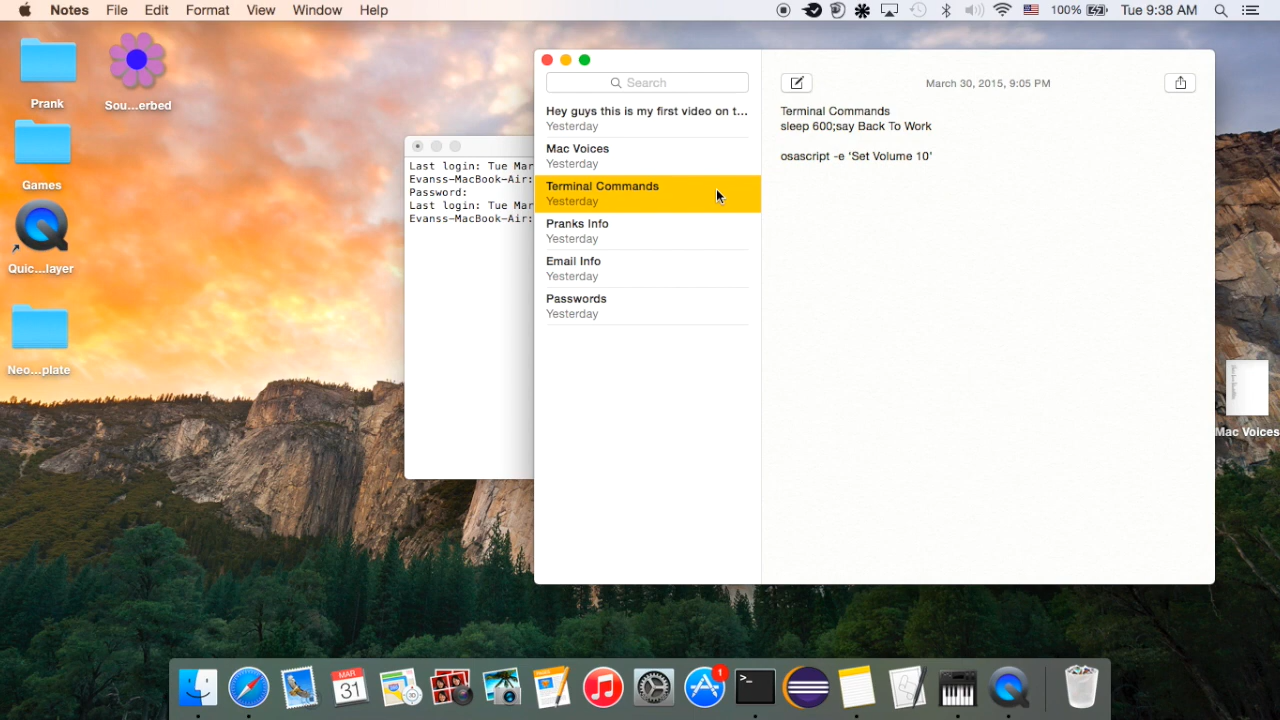 Notes File Edit Format View Window Help
100% Tue 9:38 AM
Prank
Sou...erbed
Games
Quic...layer
Neo...plate
Last login: Tue Mar
Evanss-MacBook-Air:
Password:
Last login: Tue Mar
Evanss-MacBook-Air:
Search
Hey guys this is my first video on t...
Yesterday
Mac Voices
Yesterday
Terminal Commands
Yesterday
Pranks Info
Yesterday
Email Info
Yesterday
Passwords
Yesterday
March 30, 2015, 9:05 PM
Terminal Commands
sleep 600;say Back To Work
osascript -e 'Set Volume 10'
Mac Voices
MAR
31
3D
1
>_